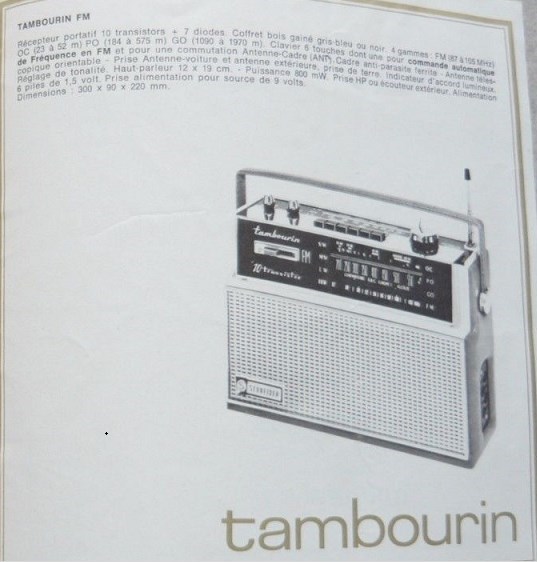 TAMBOURIN FM
Récepteur portatif 10 transistors + 7 diodes. Coffret bois gainé gris-bleu ou noir. 4 gammes : FM (87 à 108 MHz)
OC (23 à 52 m) PO (184 à 575 m) GO (1090 à 1970 m). Clavier 6 touches dont une pour commande automatique
de Fréquence en FM et pour une commutation Antenne-Cadre (ANT). Cadre anti-parasite ferrite - Antenne téles-
copique orientable - Prise Antenne-voiture et antenne extérieure, prise de terre. Indicateur d'accord lumineux.
Réglage de tonalité. Haut-parleur 12 x 19 cm. - Puissance 800 mW. Prise HP ou écouteur extérieur. Alimentation
6 piles de 1,5 volt. Prise alimentation pour source de 9 volts.
Dimensions : 300 x 90 x 220 mm.
tambourin
FM
SCHNEIDER
tambourin